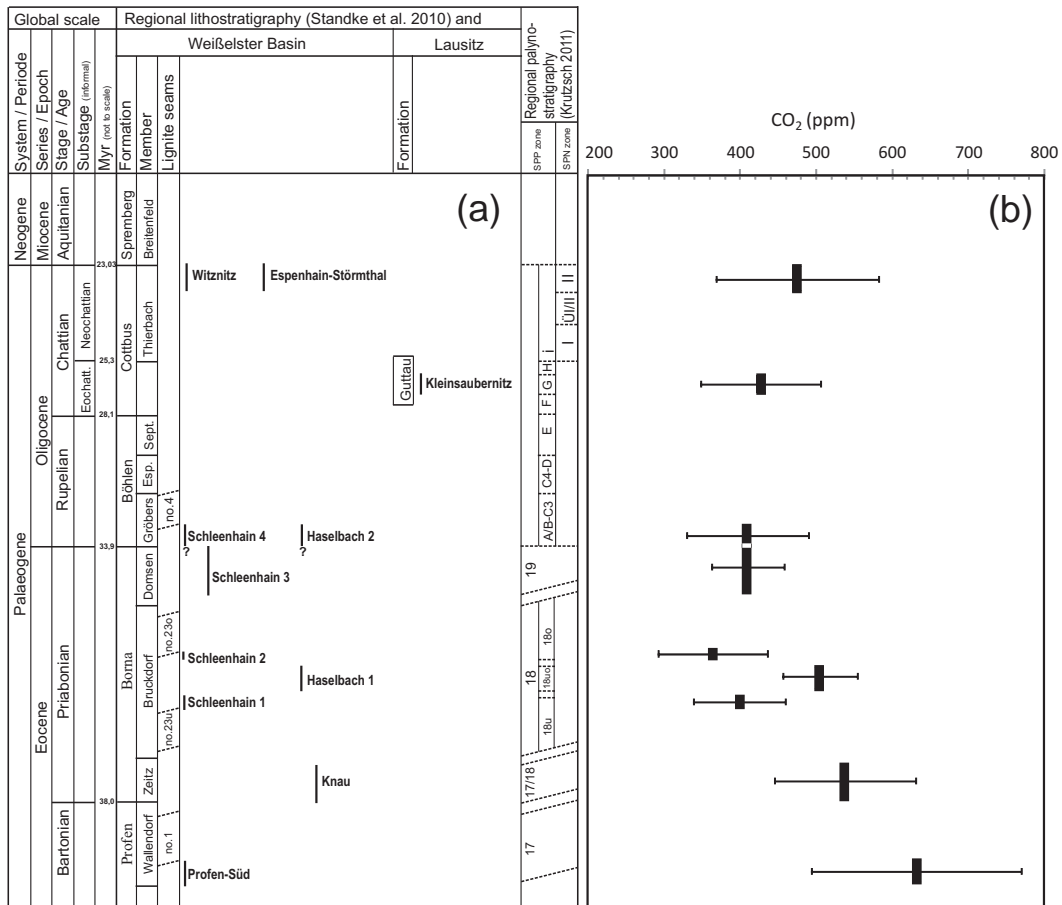 Global scale
Regional lithostratigraphy (Standke et al. 2010) and
Weißelster Basin
Lausitz
System / Periode
Series / Epoch
Stage / Age
Substage (informal)
Myr (not to scale)
Formation
Member
Lignite seams
Formation
Regional palyno-
stratigraphy
(Krutzsch 2011)
SPP zone
SPN zone
CO2 (ppm)
200
300
400
500
600
700
800
(a)
(b)
Neogene
Miocene
Aquitanian
Spremberg
Breitenfeld
23,03
Witznitz
Espenhain-Störmthal
II
ÜI/II
I
Palaeogene
Oligocene
Chattian
Neochattian
Cottbus
Thierbach
i
25,3
Eochatt.
Guttau
Kleinsaubernitz
H
G
F
28,1
Rupelian
Böhlen
Sept.
E
Esp.
C4-D
Gröbers
no.4
Schleenhain 4
Haselbach 2
A/B-C3
33,9
?
?
Eocene
Priabonian
Borna
Domsen
Schleenhain 3
19
Bruckdorf
no.23o
Schleenhain 2
18o
Haselbach 1
18
18uo
Schleenhain 1
no.23u
18u
Zeitz
Knau
17/18
38,0
Bartonian
Profen
Wallendorf
no.1
17
Profen-Süd